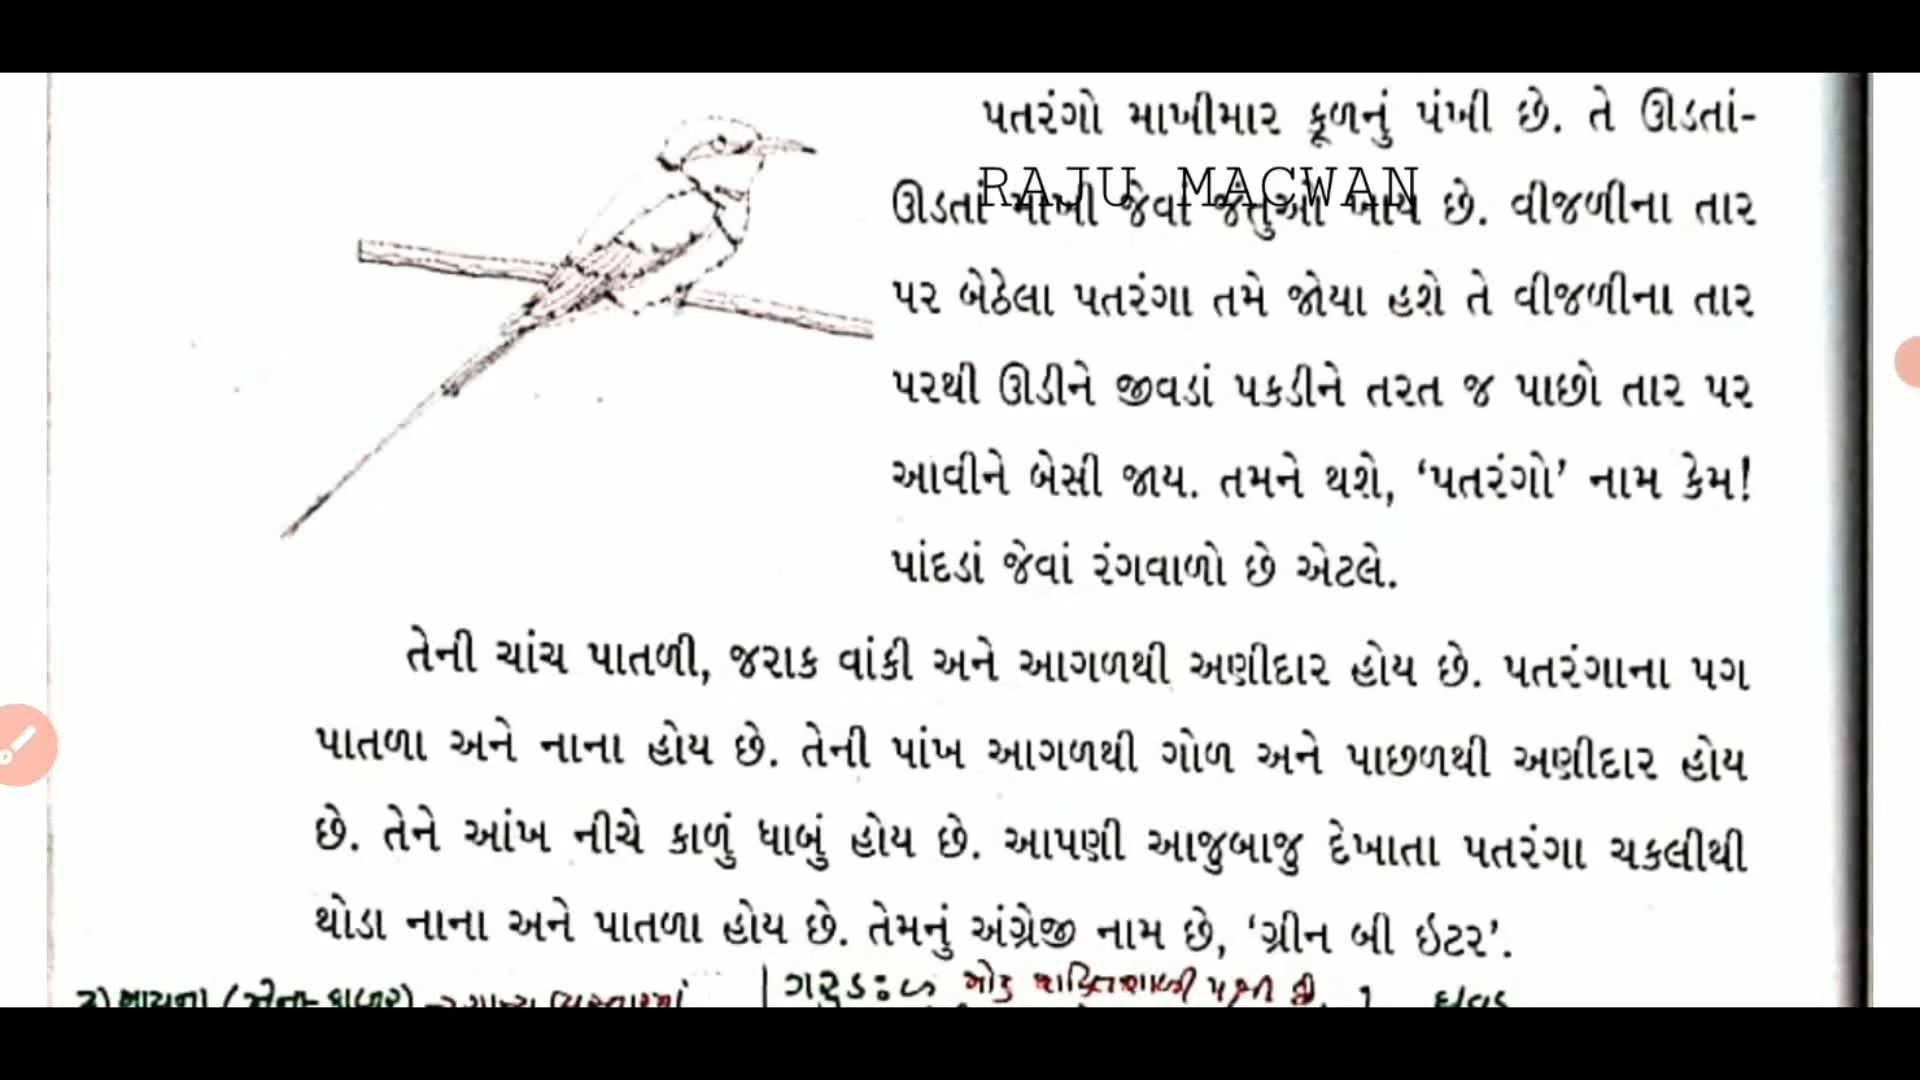 પતરંગો માખીમાર કૂળનું પંખી છે. તે ઊડતાં-
RAJU MACWAN
ઊડતાં માખી જેવાં જંતુઓ ખાય છે. વીજળીના તાર
પર બેઠેલા પતરંગા તમે જોયા હશે તે વીજળીના તાર
પરથી ઊડીને જીવડાં પકડીને તરત જ પાછો તાર પર
આવીને બેસી જાય. તમને થશે, ‘પતરંગો’ નામ કેમ!
પાંદડાં જેવાં રંગવાળો છે એટલે.
તેની ચાંચ પાતળી, જરાક વાંકી અને આગળથી અણીદાર હોય છે. પતરંગાના પગ
પાતળા અને નાના હોય છે. તેની પાંખ આગળથી ગોળ અને પાછળથી અણીદાર હોય
છે. તેને આંખ નીચે કાળું ધાબું હોય છે. આપણી આજુબાજુ દેખાતા પતરંગા ચકલીથી
થોડા નાના અને પાતળા હોય છે. તેમનું અંગ્રેજી નામ છે, ‘ગ્રીન બી ઇટર’.
ગરુડ: